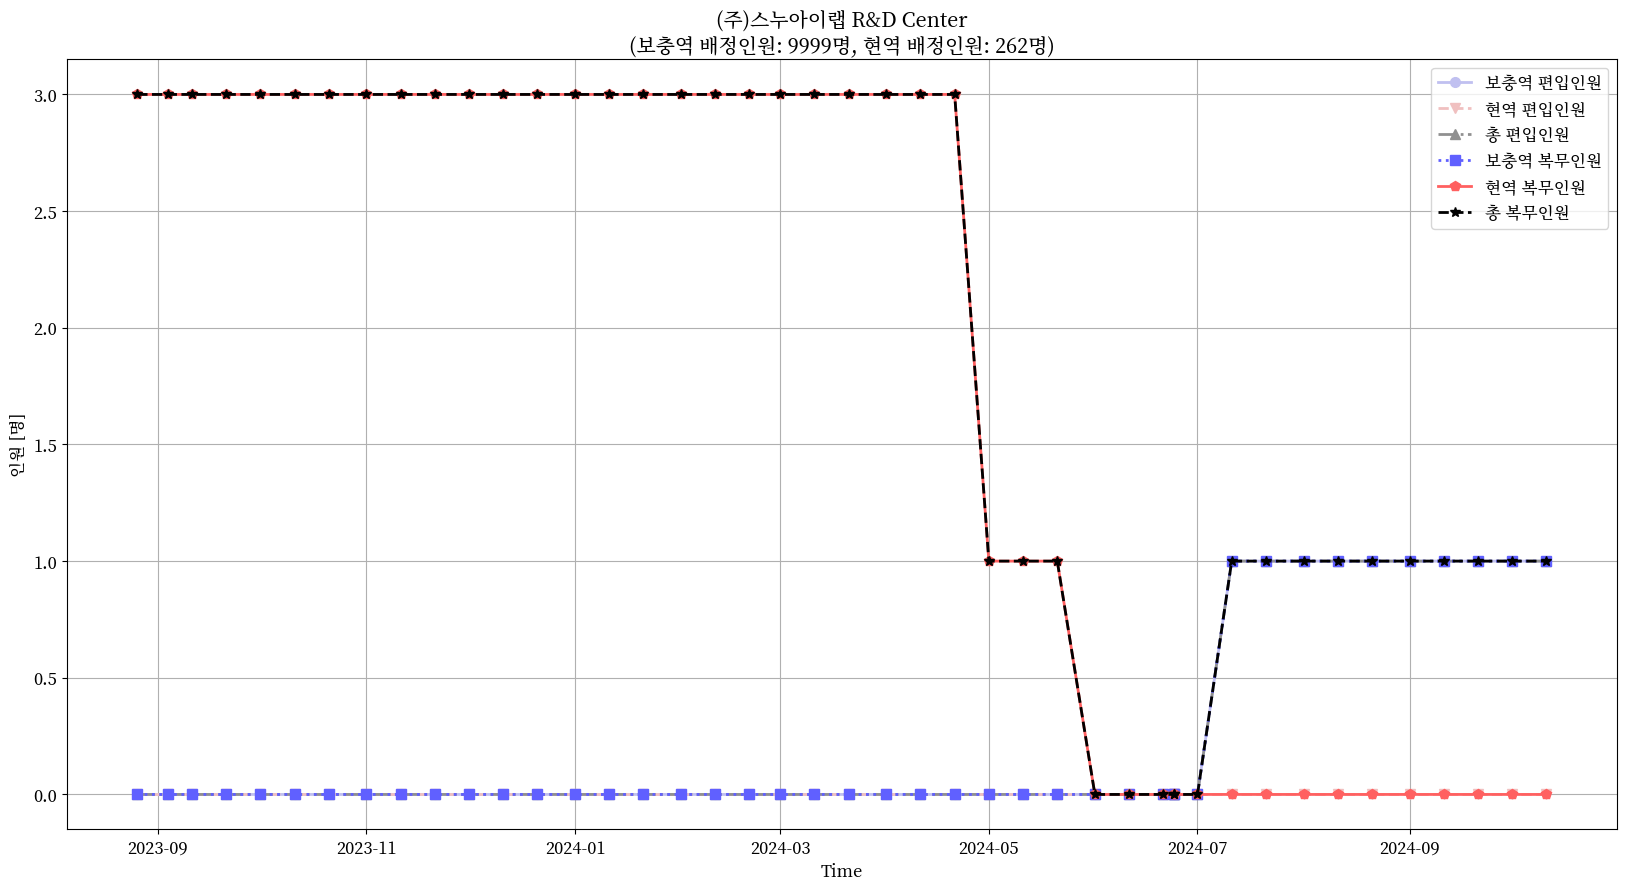 (주)스누아이랩 R&D Center
(보충역 배정인원: 9999명, 현역 배정인원: 262명)
보충역 편입인원
현역 편입인원
총 편입인원
보충역 복무인원
현역 복무인원
총 복무인원
3.0
2.5
2.0
1.5
1.0
0.5
0.0
인원 [명]
2023-09
2023-11
2024-01
2024-03
2024-05
2024-07
2024-09
Time